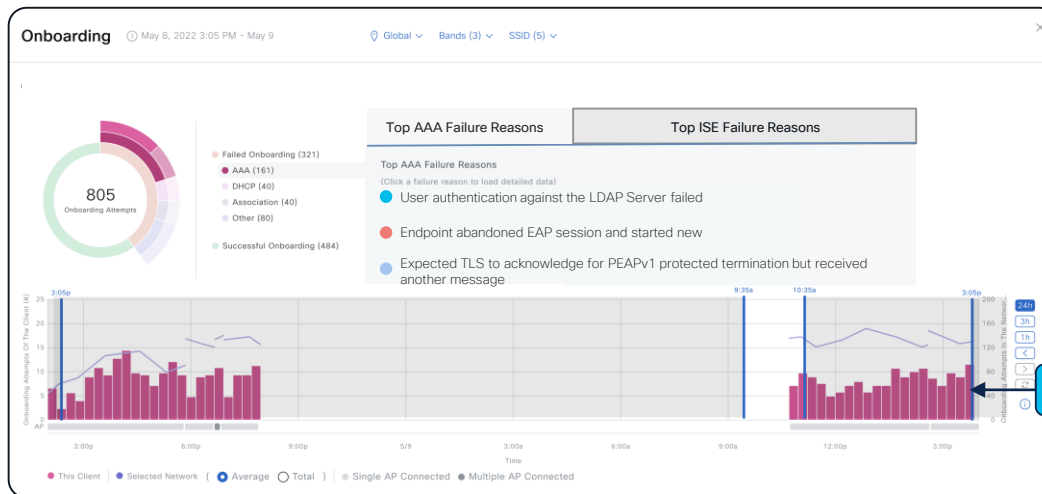 Onboarding
May 8, 2022 3:05 PM - May 9
Global
Bands (3)
SSID (5)
Top AAA Failure Reasons
Top ISE Failure Reasons
805
Onboarding Attempts
Failed Onboarding (321)
AAA (161)
DHCP (40)
Association (40)
Other (80)
Successful Onboarding (484)
Top AAA Failure Reasons
(Click a failure reason to load detailed data)
User authentication against the LDAP Server failed
Endpoint abandoned EAP session and started new
Expected TLS to acknowledge for PEAPv1 protected termination but received
another message
3:05p
9:35a
10:35a
3:05p
Onboarding Attempts Of The Client (#)
25
20
15
10
5
0
AP
200
160
120
80
40
0
Onboarding Attempts in The Networ...
24h
3h
1h
3:00p
6:00p
9:00p
5/9
3:00a
6:00a
9:00a
12:00p
3:00p
Time
This Client
Selected Network ( Average Total )
Single AP Connected
Multiple AP Connected